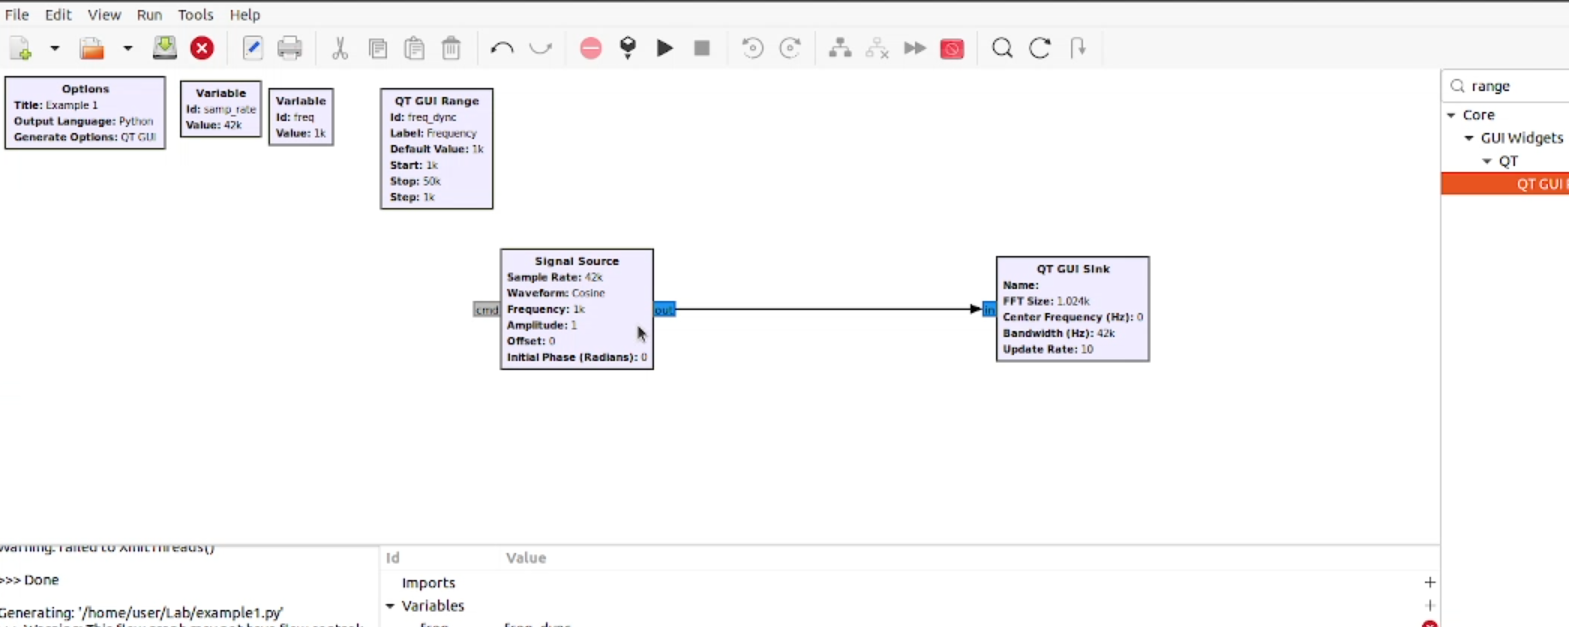 File Edit View Run Tools Help
Options
Title: Example 1
Output Language: Python
Generate Options: QT GUI
Variable
Id: samp_rate
Value: 42k
Variable
Id: freq
Value: 1k
QT GUI Range
Id: freq_dync
Label: Frequency
Default Value: 1k
Start: 1k
Stop: 50k
Step: 1k
range
Core
GUI Widgets
QT
QT GUI
Signal Source
Sample Rate: 42k
Waveform: Cosine
Frequency: 1k
Amplitude: 1
Offset: 0
Initial Phase (Radians): 0
cmd
out
in
QT GUI Sink
Name:
FFT Size: 1.024k
Center Frequency (Hz): 0
Bandwidth (Hz): 42k
Update Rate: 10
Warning: failed to XInitThreads()
>>> Done
Generating: '/home/user/Lab/example1.py'
Id Value
Imports
Variables